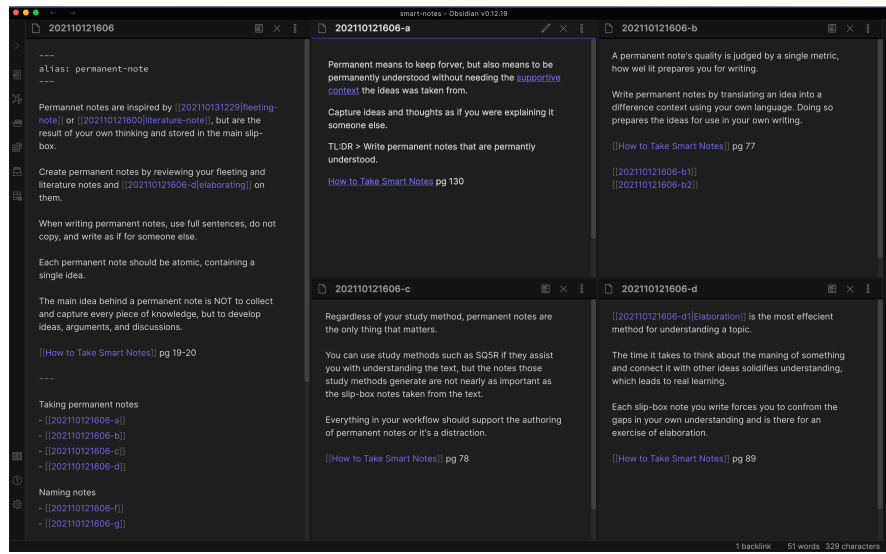 smart-notes - Obsidian v0.12.19
202110121606
---
alias: permanent-note
---
Permannet notes are inspired by [[202110131229|fleeting-
note]] or [[202110121600|literature-note]], but are the
result of your own thinking and stored in the main slip-
box.
Create permanent notes by reviewing your fleeting and
literature notes and [[202110121606-d|elaborating]] on
them.
When writing permanent notes, use full sentences, do not
copy, and write as if for someone else.
Each permanent note should be atomic, containing a
single idea.
The main idea behind a permanent note is NOT to collect
and capture every piece of knowledge, but to develop
ideas, arguments, and discussions.
[[How to Take Smart Notes]] pg 19-20
---
Taking permanent notes
- [[202110121606-a]]
- [[202110121606-b]]
- [[202110121606-c]]
- [[202110121606-d]]
Naming notes
- [[202110121606-f]]
- [[202110121606-g]]
202110121606-a
Permanent means to keep forver, but also means to be
permanently understood without needing the supportive
context the ideas was taken from.
Capture ideas and thoughts as if you were explaining it
someone else.
TL:DR > Write permanent notes that are permantly
understood.
How to Take Smart Notes pg 130
202110121606-b
A permanent note's quality is judged by a single metric,
how wel lit prepares you for writing.
Write permanent notes by translating an idea into a
difference context using your own language. Doing so
prepares the ideas for use in your own writing.
[[How to Take Smart Notes]] pg 77
[[202110121606-b1]]
[[202110121606-b2]]
202110121606-c
Regardless of your study method, permanent notes are
the only thing that matters.
You can use study methods such as SQ5R if they assist
you with understanding the text, but the notes those
study methods generate are not nearly as important as
the slip-box notes taken from the text.
Everything in your workflow should support the authoring
of permanent notes or it's a distraction.
[[How to Take Smart Notes]] pg 78
202110121606-d
[[202110121606-d1|Elaboration]] is the most effecient
method for understanding a topic.
The time it takes to think about the maning of something
and connect it with other ideas solidifies understanding,
which leads to real learning.
Each slip-box note you write forces you to confrom the
gaps in your own understanding and is there for an
exercise of elaboration.
[[How to Take Smart Notes]] pg 89
1 backlink 51 words 329 characters